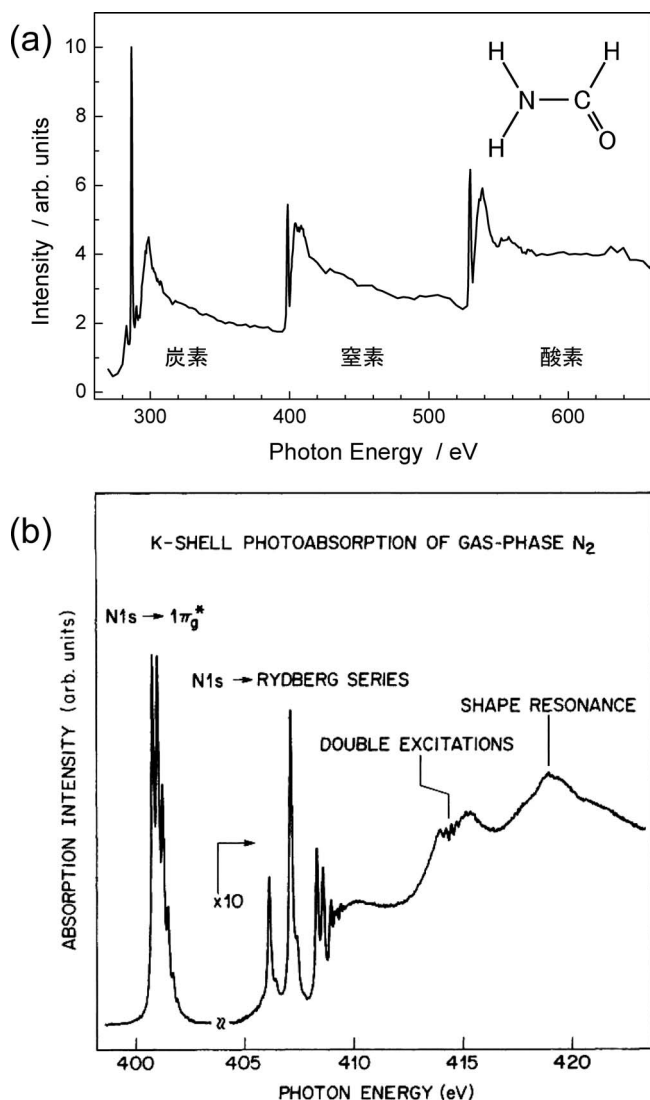 (a)
10
8
6
4
2
0
Intensity / arb. units
H
H
N
C
H
O
炭素
窒素
酸素
300
400
500
600
Photon Energy / eV
(b)
K-SHELL PHOTOABSORPTION OF GAS-PHASE N₂
N1s → 1πg*
N1s → RYDBERG SERIES
SHAPE RESONANCE
DOUBLE EXCITATIONS
x10
ABSORPTION INTENSITY (arb. units)
400
405
410
415
420
PHOTON ENERGY (eV)